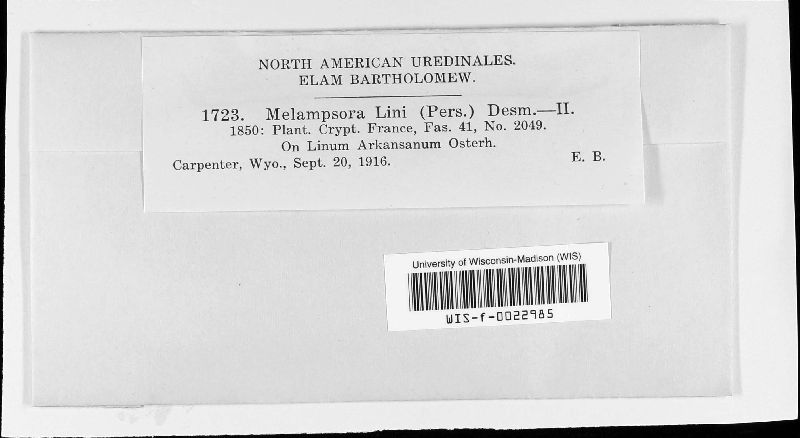 NORTH AMERICAN UREDINALES.
ELAM BARTHOLOMEW.
1723. Melampsora Lini (Pers.) Desm.—II.
1850: Plant. Crypt. France, Fas. 41, No. 2049.
On Linum Arkansanum Osterh.
Carpenter, Wyo., Sept. 20, 1916. E. B.
University of Wisconsin-Madison (WIS)
WIS-f-0022985